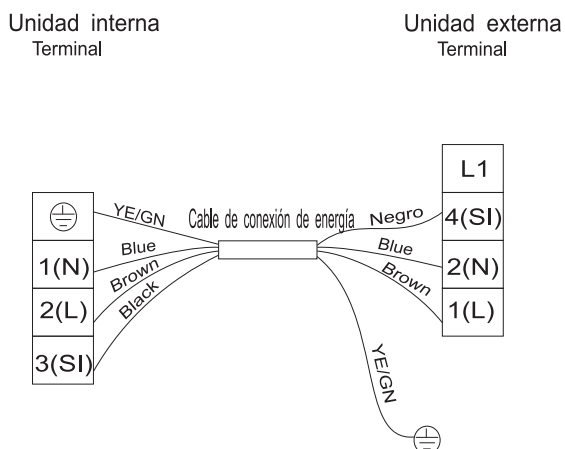 Unidad interna
Terminal
Unidad externa
Terminal
L1
YE/GN
Cable de conexión de energía
Negro
4(SI)
1(N)
Blue
Blue
2(N)
2(L)
Brown
Brown
1(L)
3(SI)
Black
YE/GN